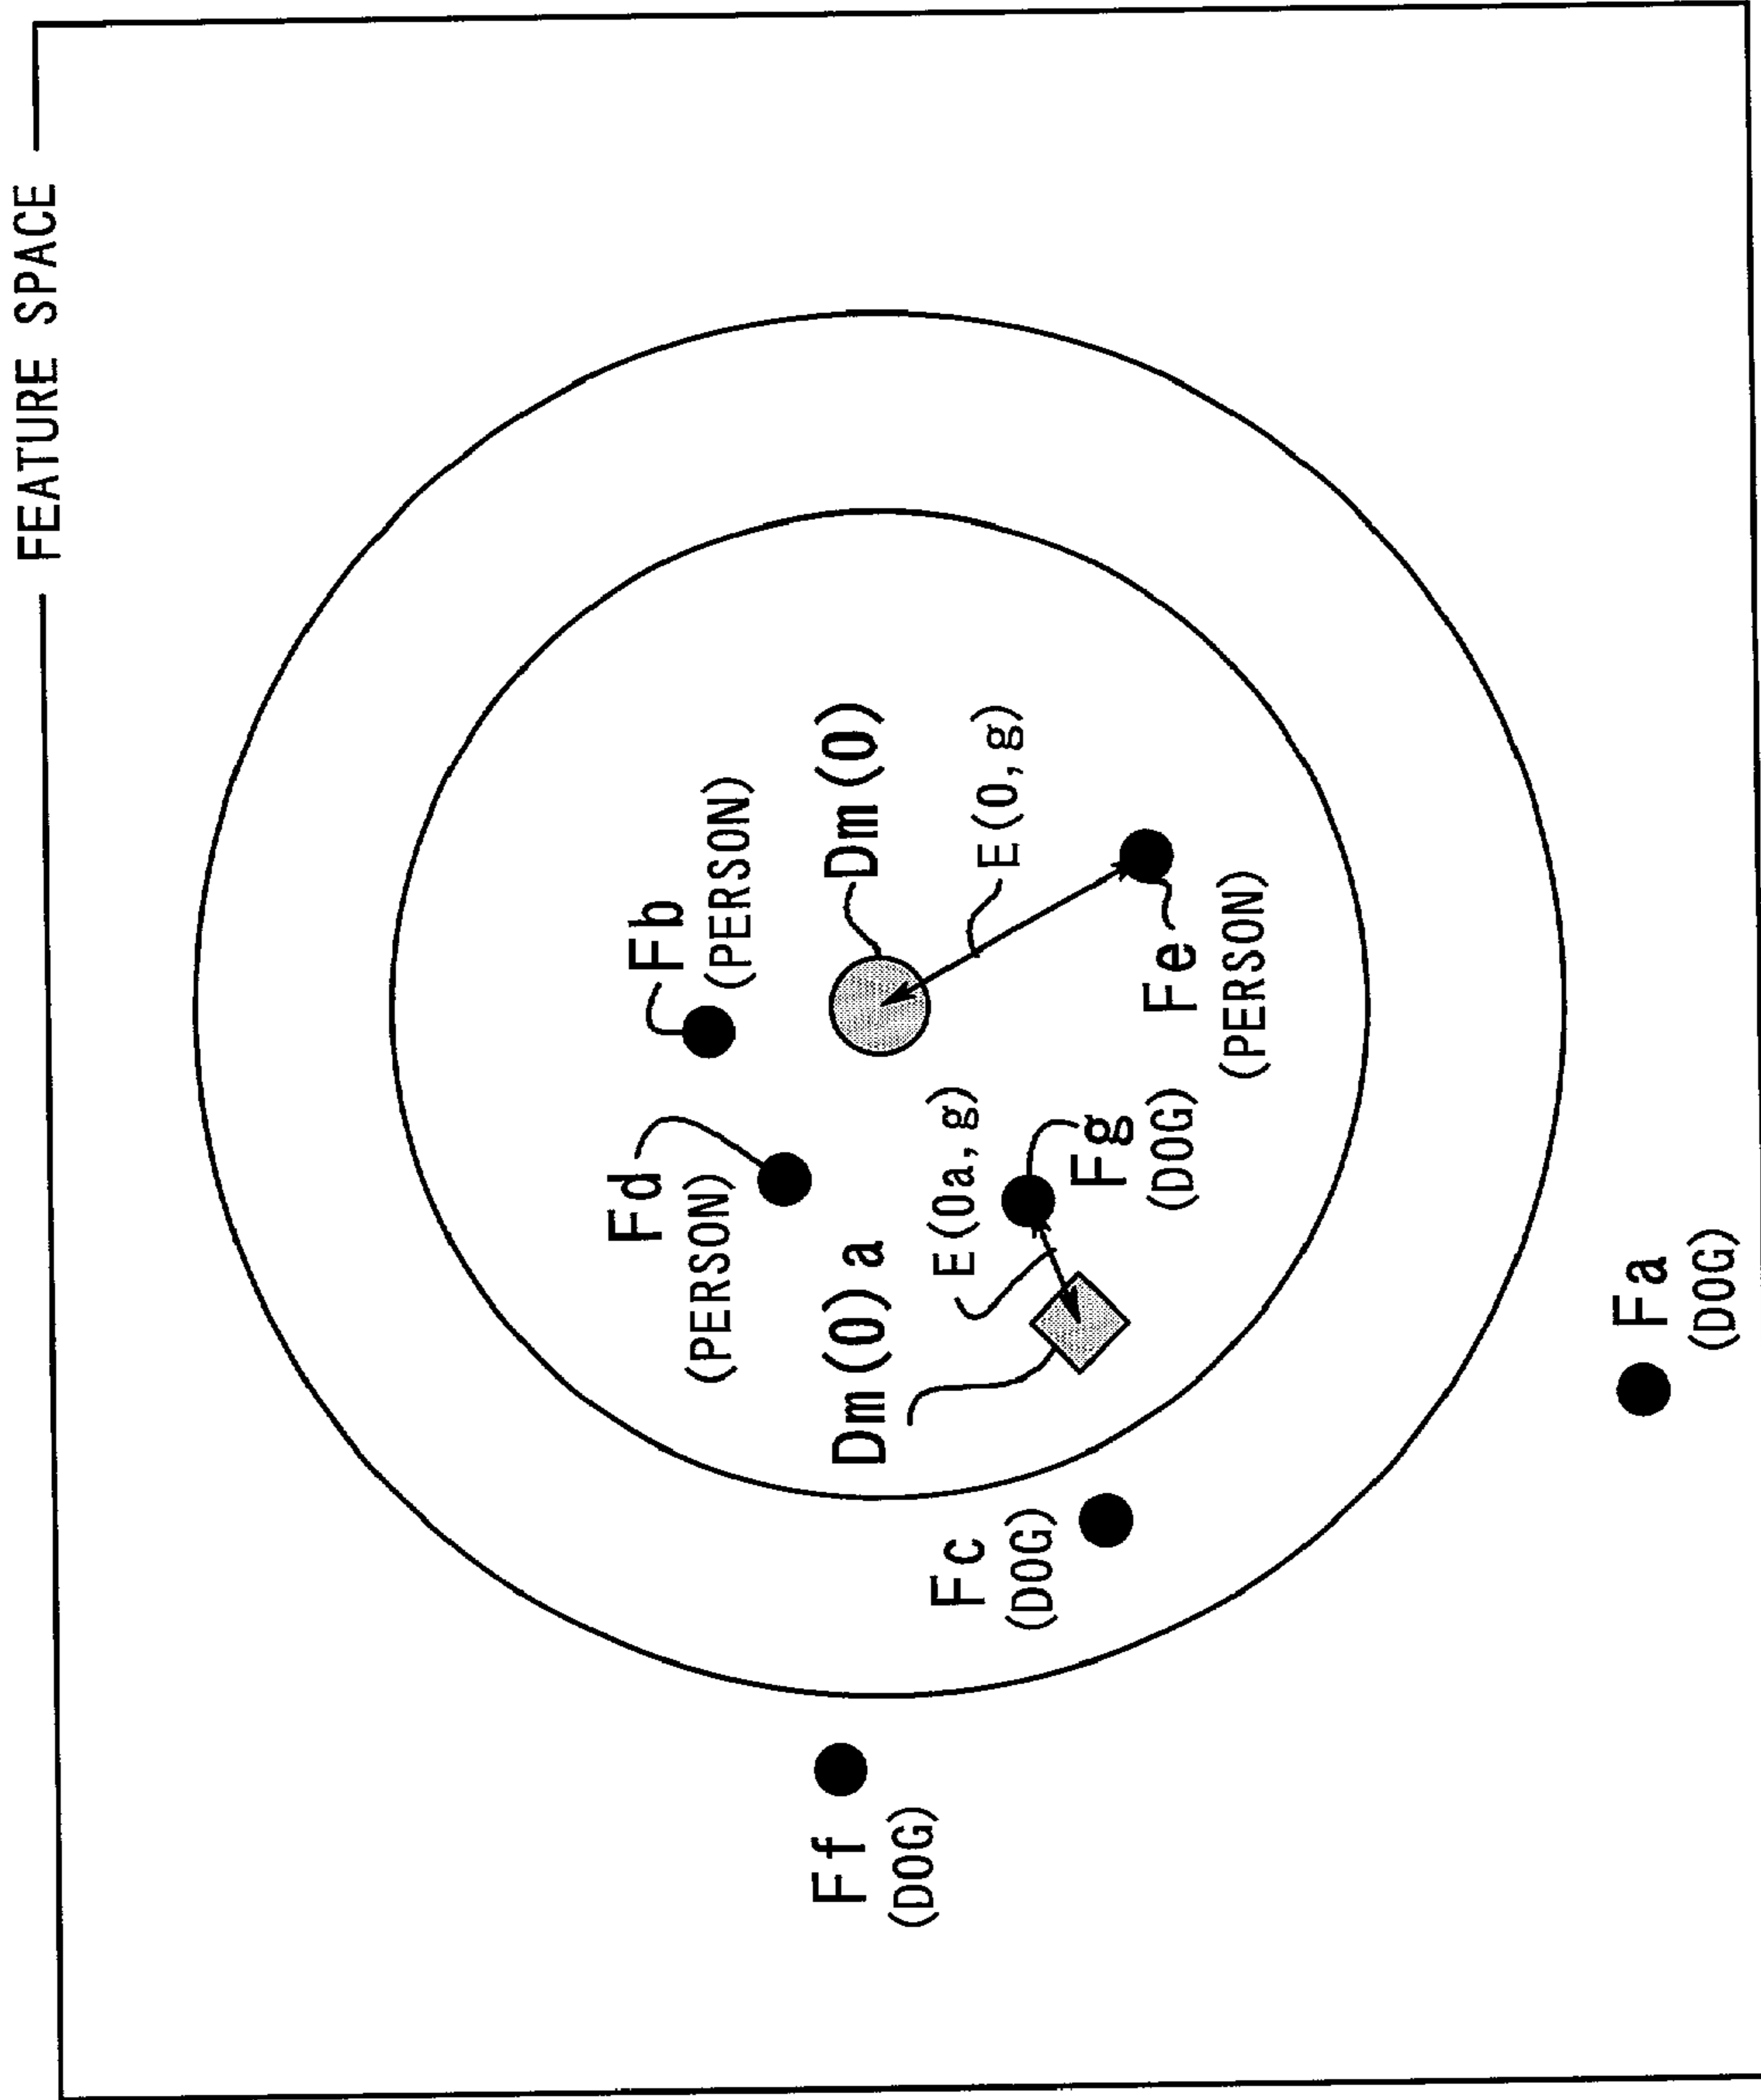 FEATURE SPACE
Fd
(PERSON)
Fb
(PERSON)
Ff
(DOG)
Dm(0)a
Dm(0)
E(0a,g)
E(0,g)
Fc
(DOG)
Fg
(DOG)
Fe
(PERSON)
Fa
(DOG)